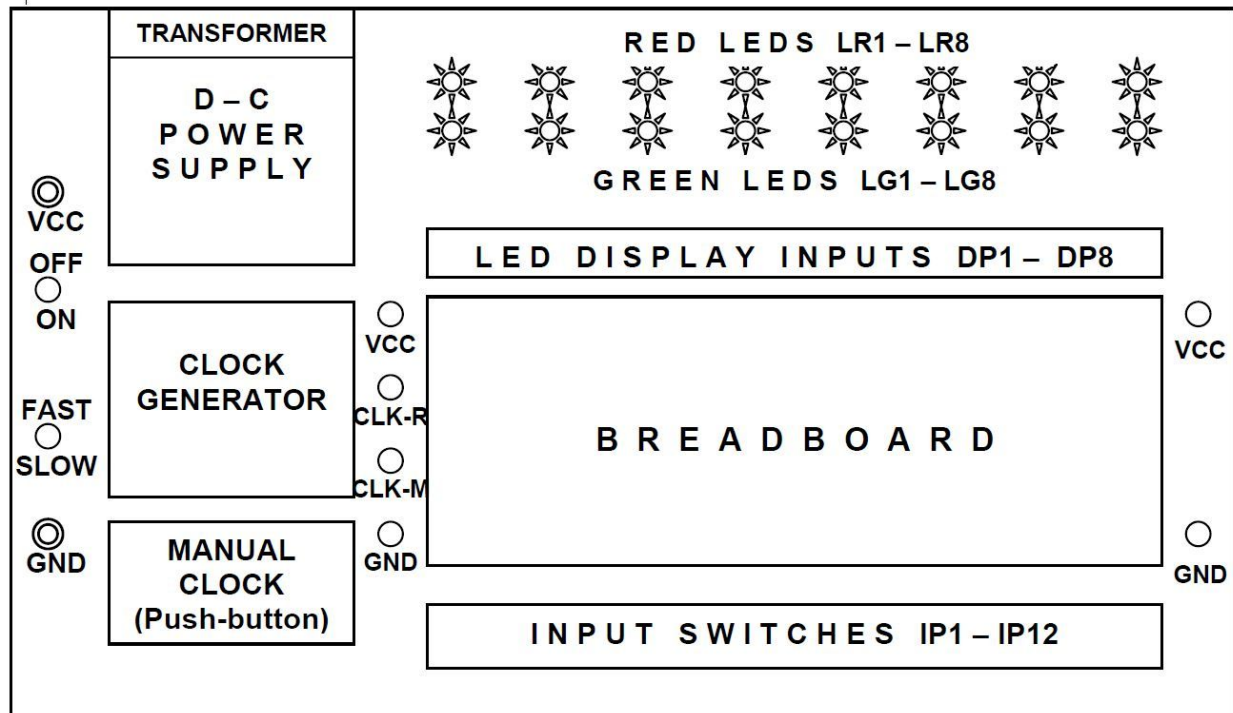 TRANSFORMER
D – C
POWER
SUPPLY
RED LEDS LR1 – LR8
GREEN LEDS LG1 – LG8
VCC
OFF
ON
LED DISPLAY INPUTS DP1 – DP8
CLOCK
GENERATOR
FAST
SLOW
VCC
CLK-R
CLK-M
GND
BREADBOARD
VCC
GND
GND
MANUAL
CLOCK
(Push-button)
INPUT SWITCHES IP1 – IP12